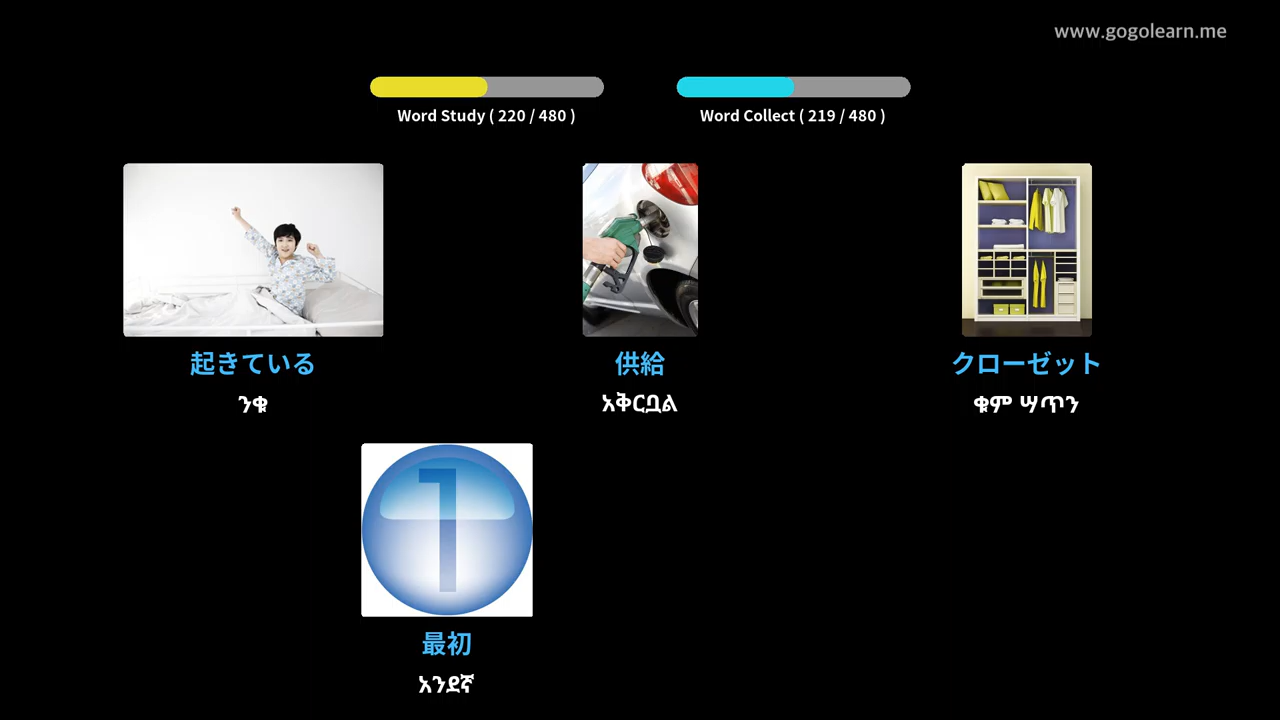 www.gogolearn.me
Word Study ( 220 / 480 )
Word Collect ( 219 / 480 )
起きている
供給
クローゼット
ንቁ
አቅርቧል
ቁም ሣጥን
1
最初
አንደኛ